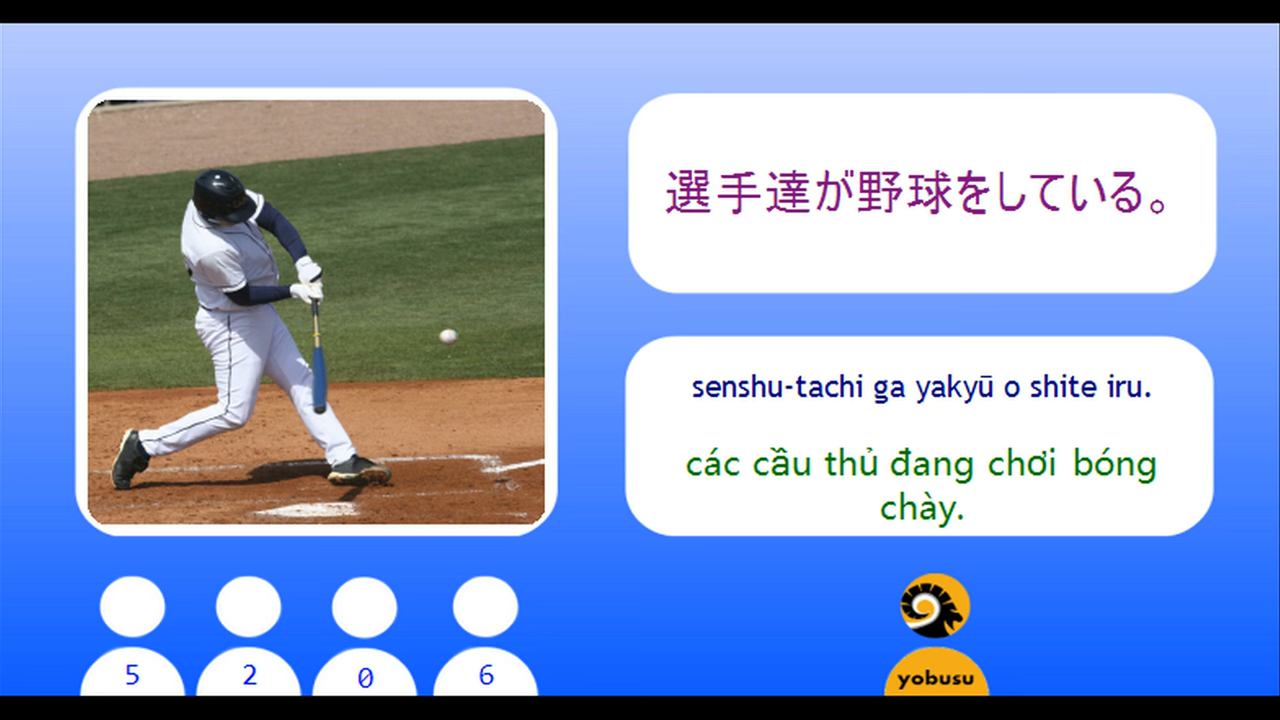 選手達が野球をしている。
senshu-tachi ga yakyū o shite iru.
các cầu thủ đang chơi bóng
chày.
5 2 0 6
yobusu